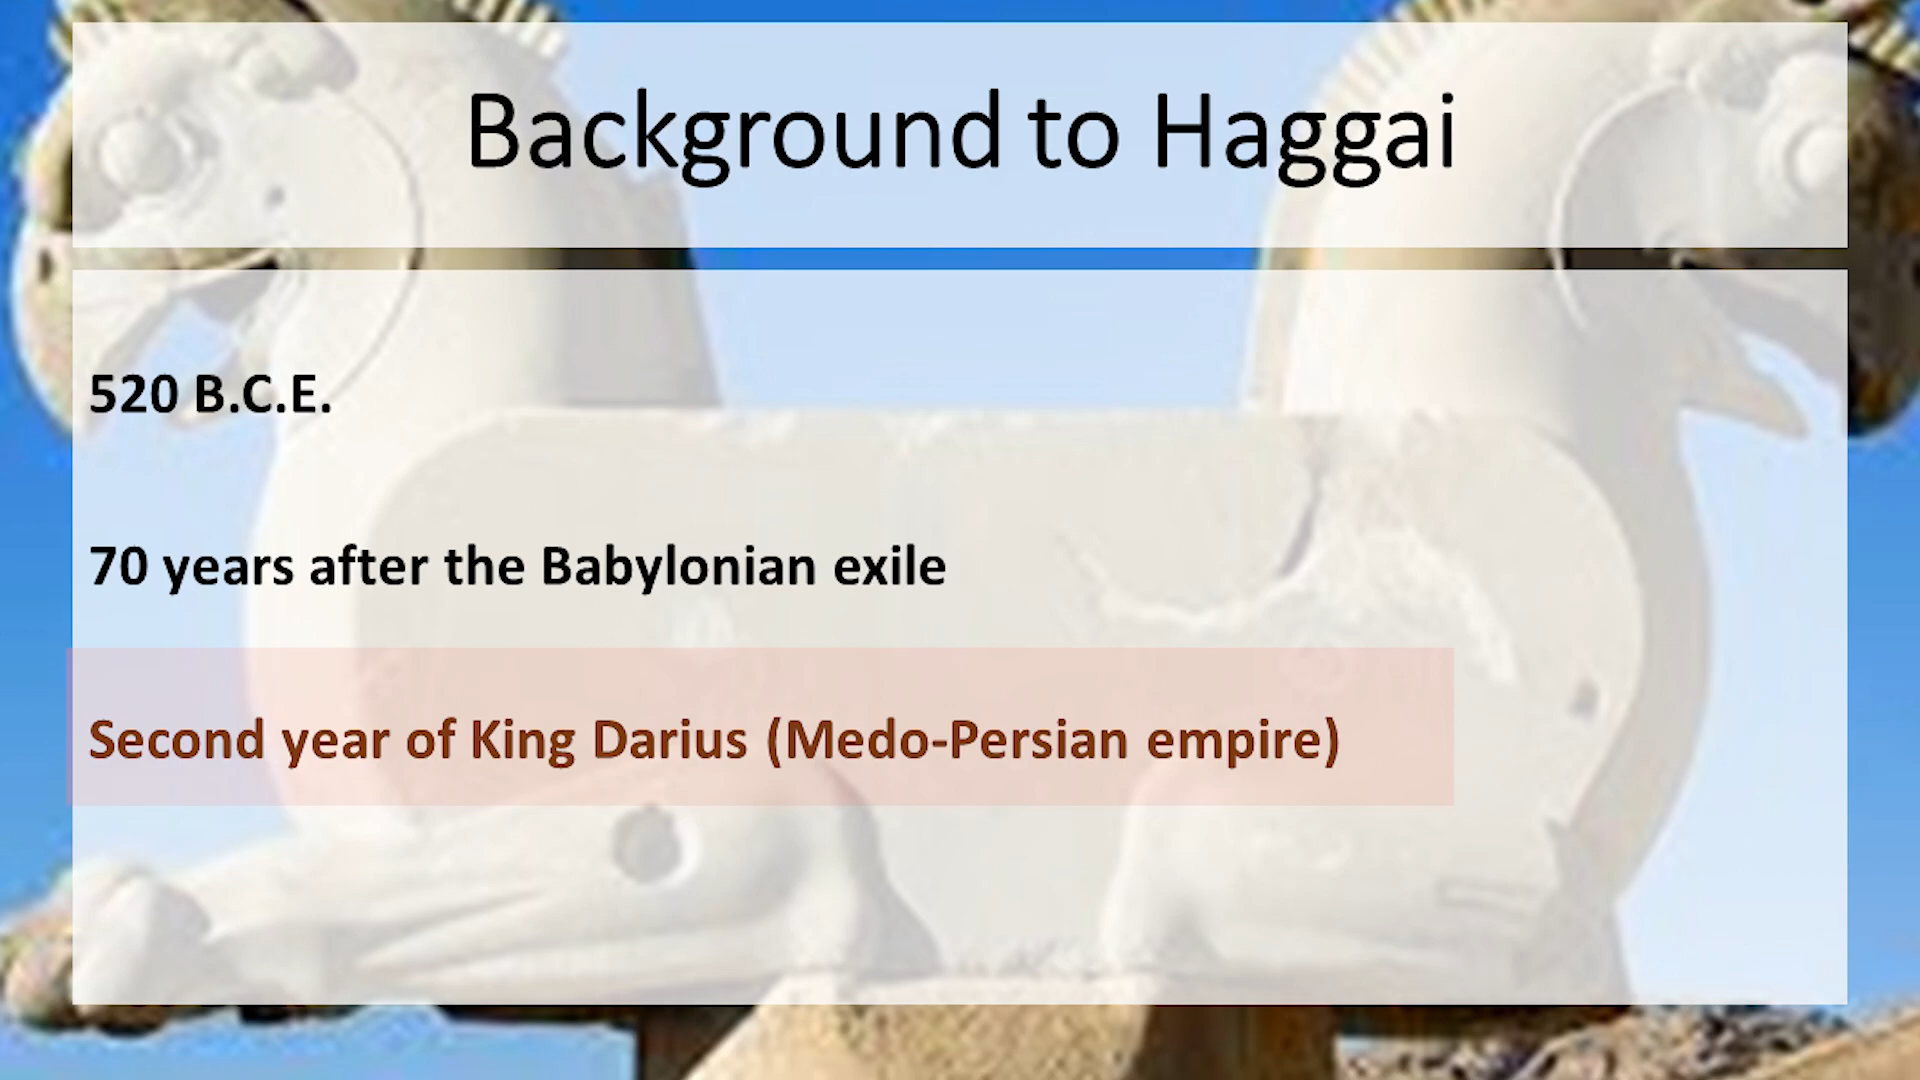 Background to Haggai
520 B.C.E.
70 years after the Babylonian exile
Second year of King Darius (Medo-Persian empire)